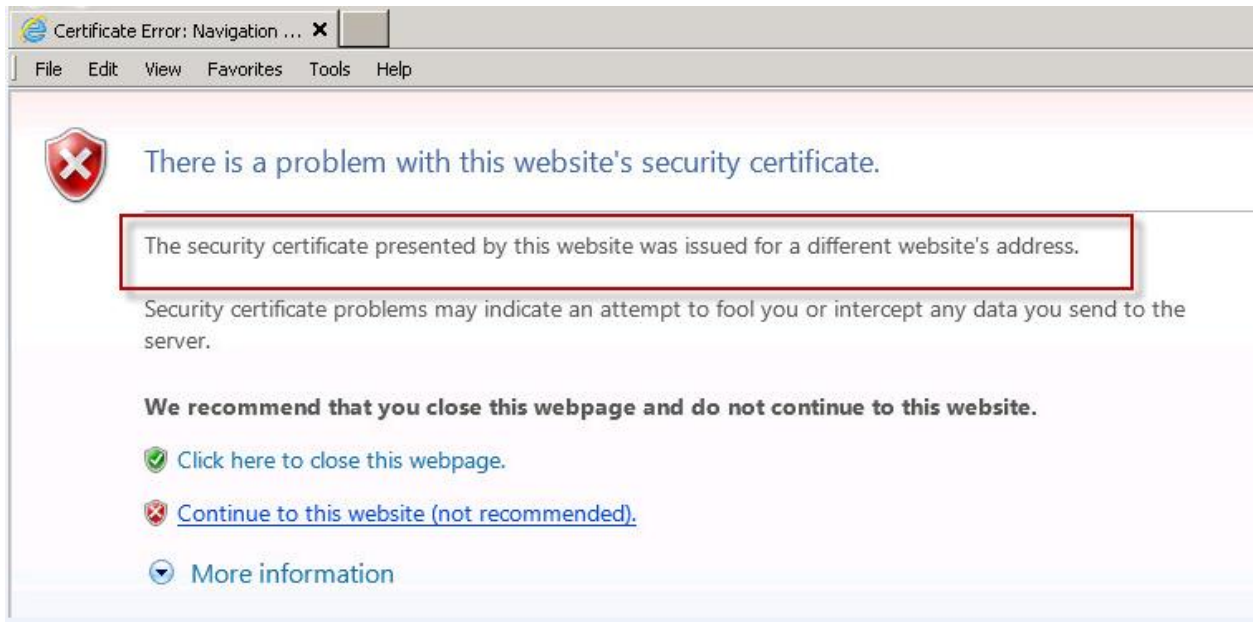 Certificate Error: Navigation ...
File Edit View Favorites Tools Help
There is a problem with this website's security certificate.
The security certificate presented by this website was issued for a different website's address.
Security certificate problems may indicate an attempt to fool you or intercept any data you send to the
server.
We recommend that you close this webpage and do not continue to this website.
Click here to close this webpage.
Continue to this website (not recommended).
More information